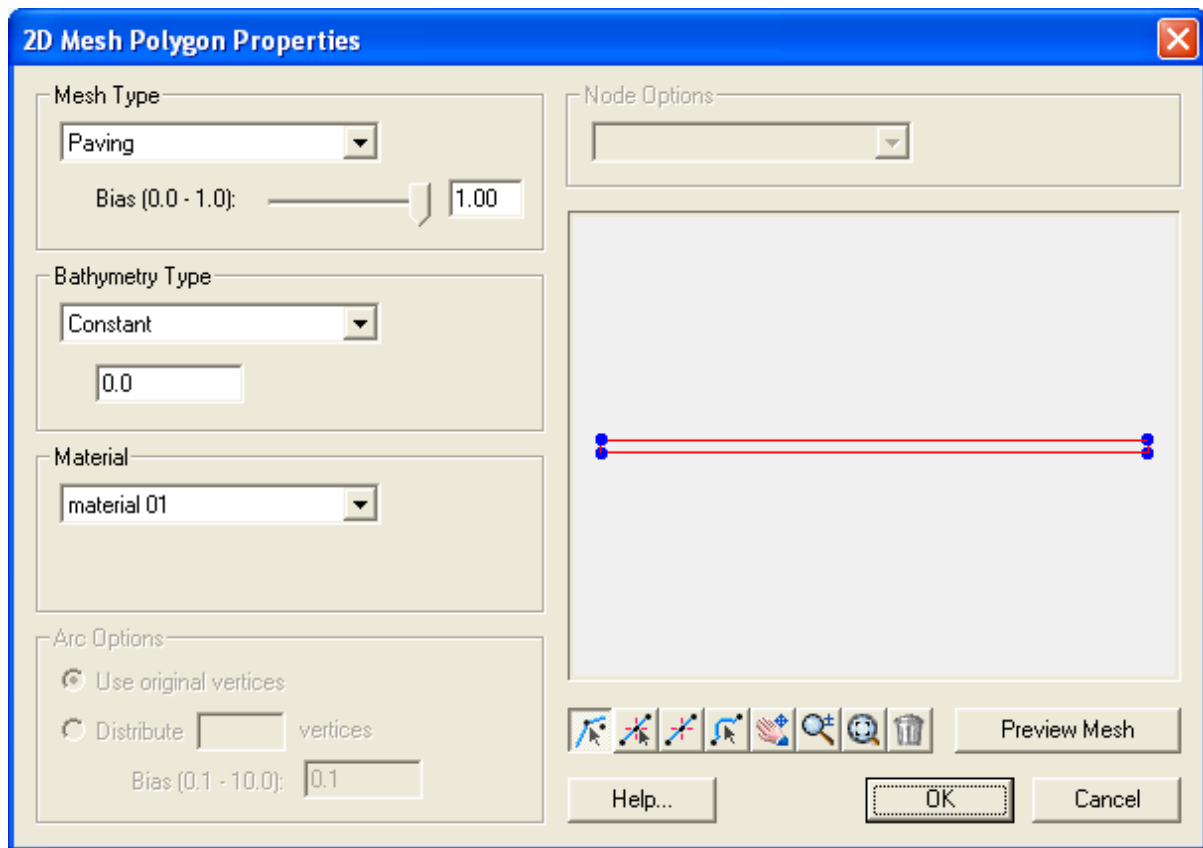 2D Mesh Polygon Properties
Mesh Type
Paving
Bias (0.0 - 1.0):
1.00
Bathymetry Type
Constant
0.0
Material
material 01
Arc Options
Use original vertices
Distribute vertices
Bias (0.1 - 10.0):
0.1
Node Options
Preview Mesh
Help...
OK
Cancel